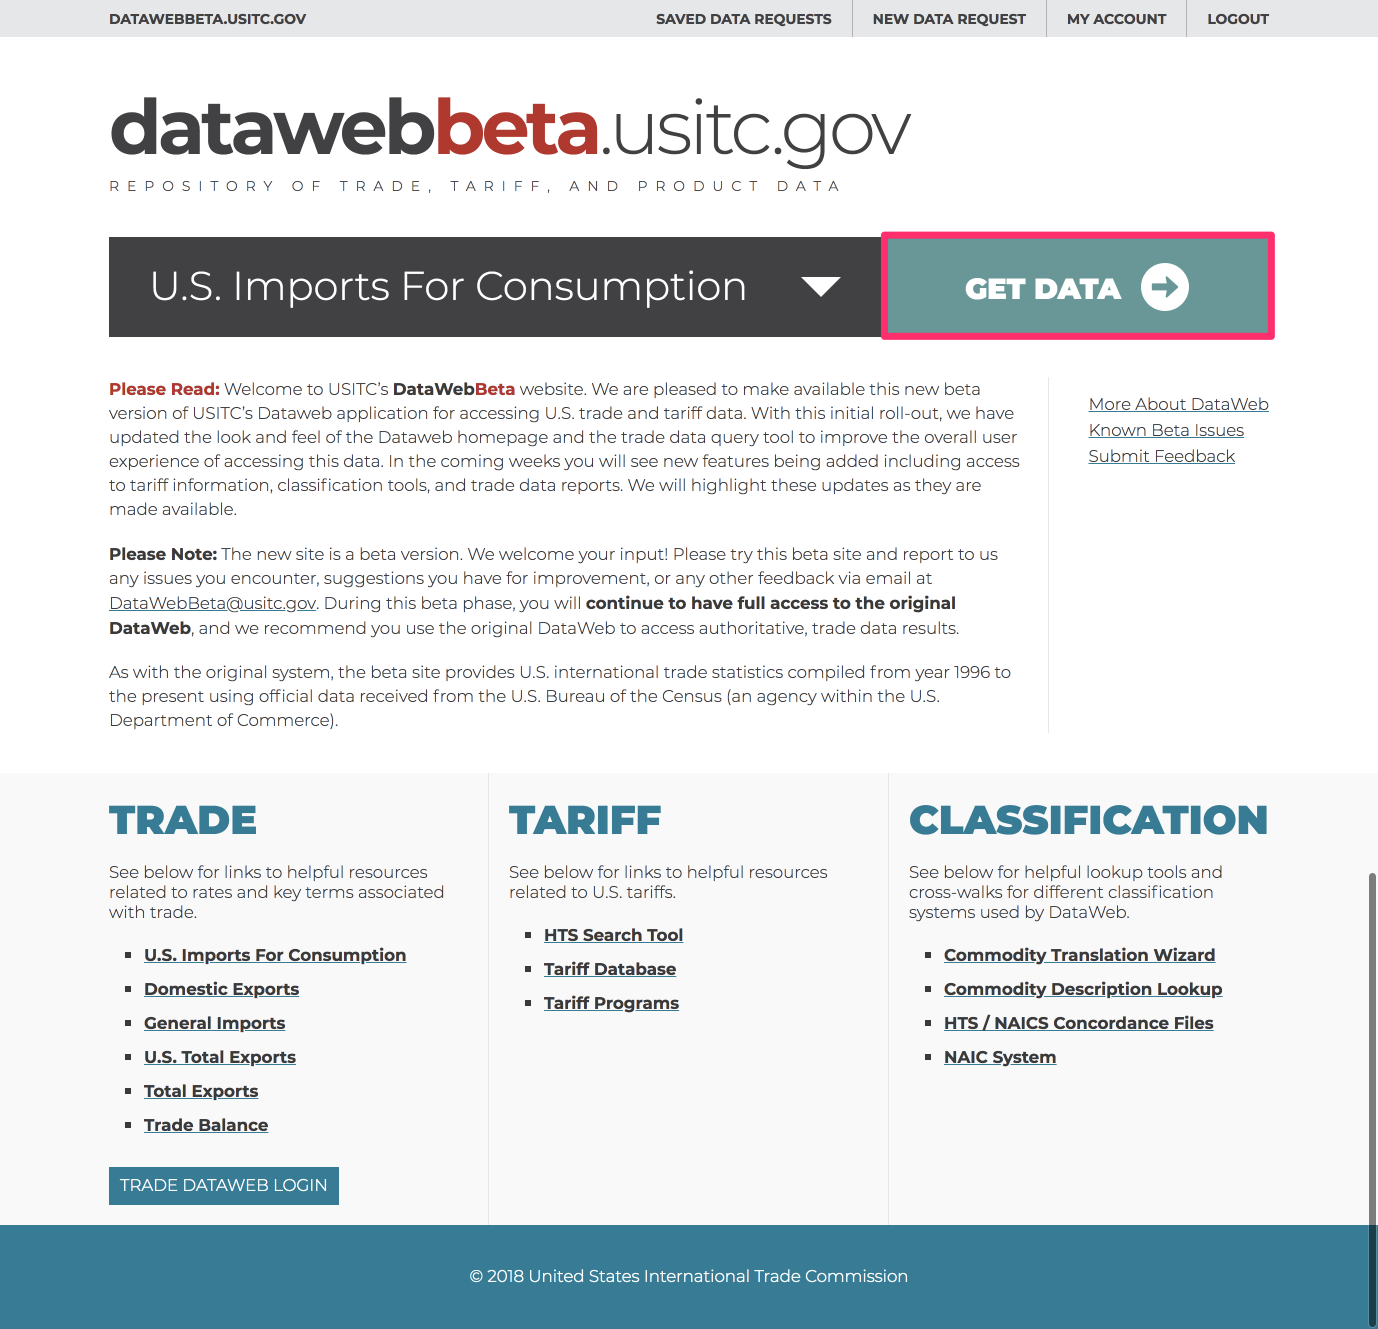 DATAWEBBETA.USITC.GOV
SAVED DATA REQUESTS
NEW DATA REQUEST
MY ACCOUNT
LOGOUT
datawebbeta.usitc.gov
REPOSITORY OF TRADE, TARIFF, AND PRODUCT DATA
U.S. Imports For Consumption
GET DATA
Please Read: Welcome to USITC’s DataWebBeta website. We are pleased to make available this new beta
version of USITC’s Dataweb application for accessing U.S. trade and tariff data. With this initial roll-out, we have
updated the look and feel of the Dataweb homepage and the trade data query tool to improve the overall user
experience of accessing this data. In the coming weeks you will see new features being added including access
to tariff information, classification tools, and trade data reports. We will highlight these updates as they are
made available.
Please Note: The new site is a beta version. We welcome your input! Please try this beta site and report to us
any issues you encounter, suggestions you have for improvement, or any other feedback via email at
DataWebBeta@usitc.gov. During this beta phase, you will continue to have full access to the original
DataWeb, and we recommend you use the original DataWeb to access authoritative, trade data results.
As with the original system, the beta site provides U.S. international trade statistics compiled from year 1996 to
the present using official data received from the U.S. Bureau of the Census (an agency within the U.S.
Department of Commerce).
More About DataWeb
Known Beta Issues
Submit Feedback
TRADE
See below for links to helpful resources
related to rates and key terms associated
with trade.
U.S. Imports For Consumption
Domestic Exports
General Imports
U.S. Total Exports
Total Exports
Trade Balance
TRADE DATAWEB LOGIN
TARIFF
See below for links to helpful resources
related to U.S. tariffs.
HTS Search Tool
Tariff Database
Tariff Programs
CLASSIFICATION
See below for helpful lookup tools and
cross-walks for different classification
systems used by DataWeb.
Commodity Translation Wizard
Commodity Description Lookup
HTS / NAICS Concordance Files
NAIC System
© 2018 United States International Trade Commission